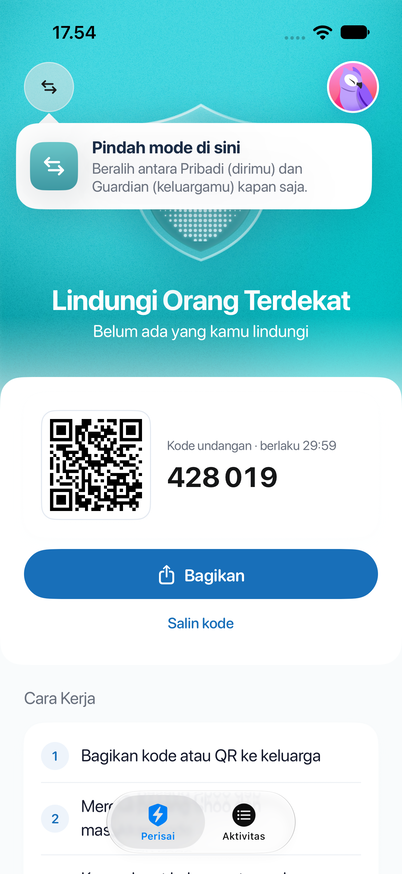 17.54
Pindah mode di sini
Beralih antara Pribadi (dirimu) dan
Guardian (keluargamu) kapan saja.
Lindungi Orang Terdekat
Belum ada yang kamu lindungi
Kode undangan · berlaku 29:59
428 019
Bagikan
Salin kode
Cara Kerja
1 Bagikan kode atau QR ke keluarga
2
Perisai
Aktivitas